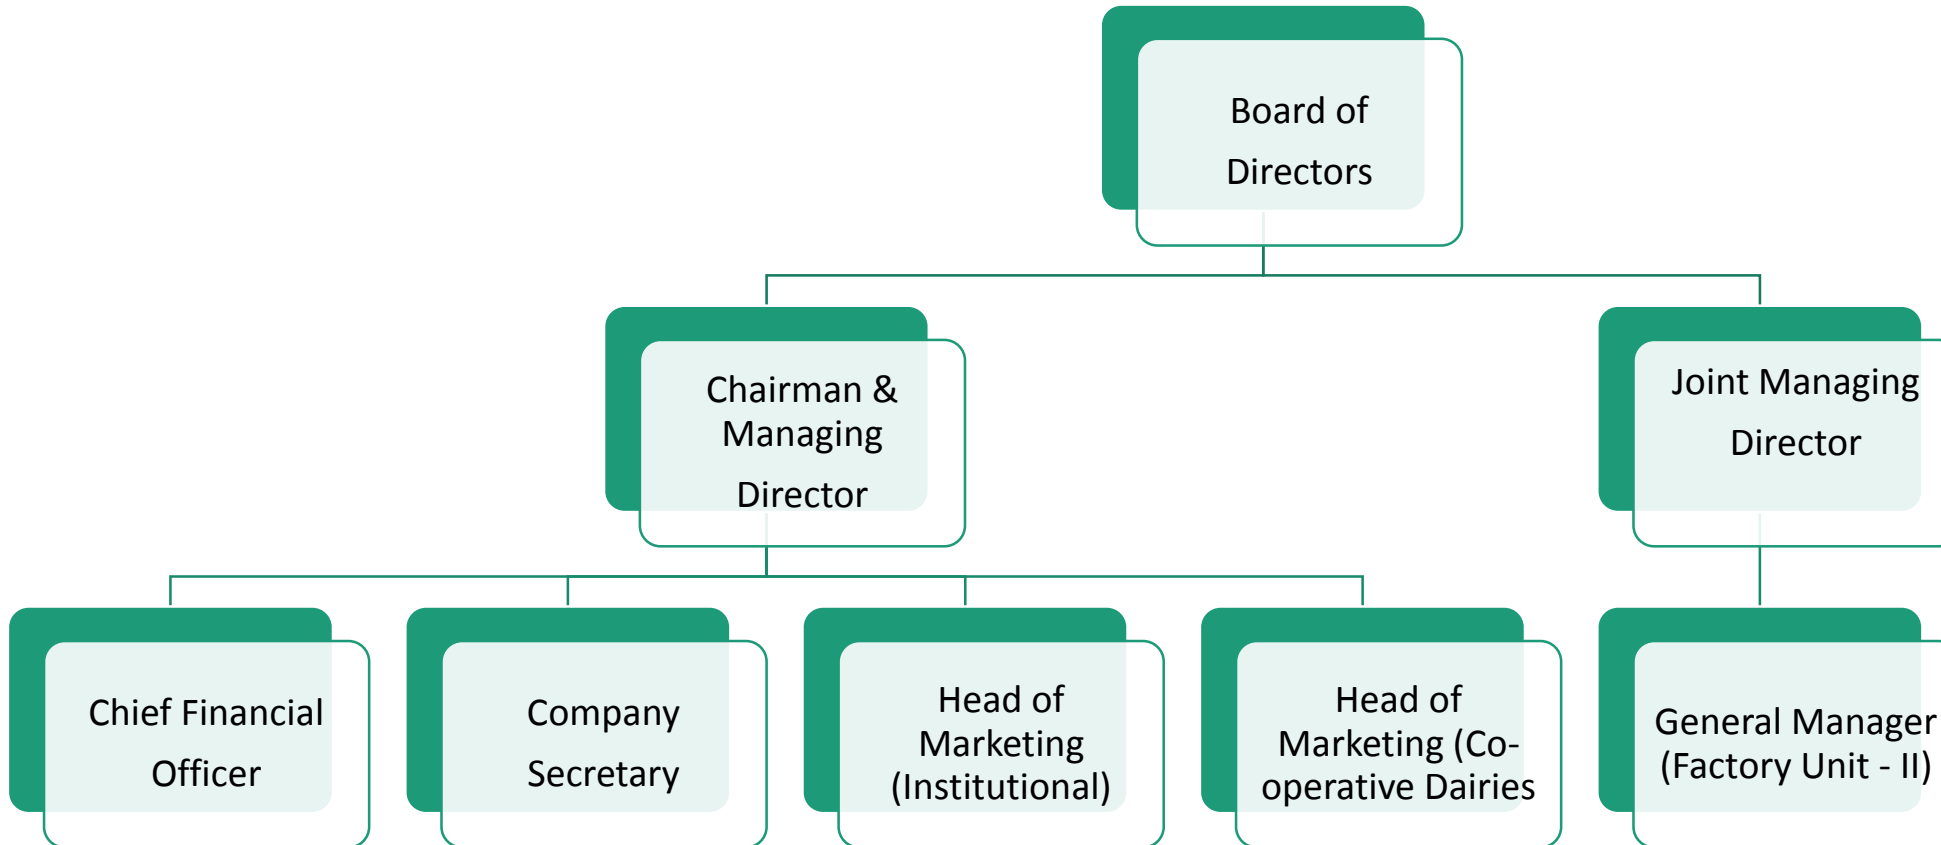 Board of
Directors
Chairman &
Managing
Director
Joint Managing
Director
Chief Financial
Officer
Company
Secretary
Head of
Marketing
(Institutional)
Head of
Marketing (Co-
operative Dairies
General Manager
(Factory Unit - II)